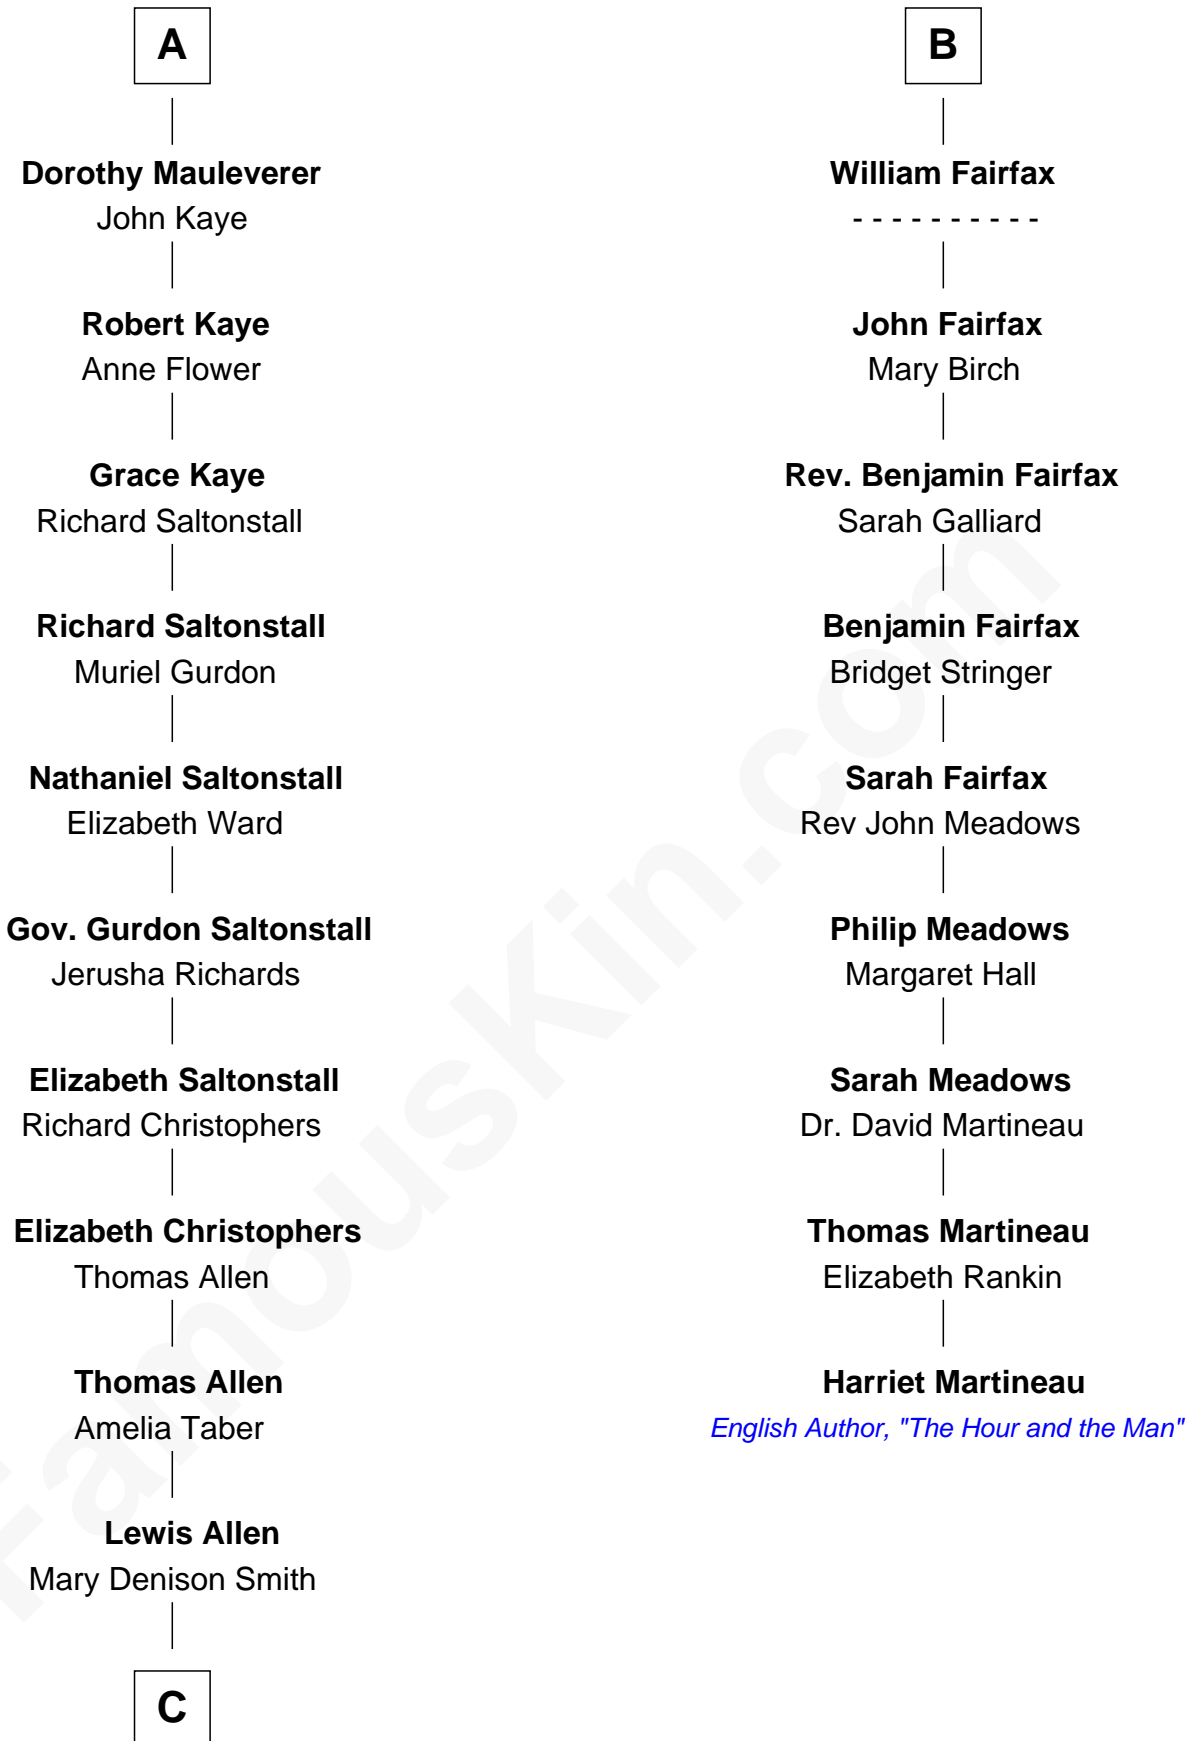 A
Dorothy Mauleverer
John Kaye
Robert Kaye
Anne Flower
Grace Kaye
Richard Saltonstall
Richard Saltonstall
Muriel Gurdon
Nathaniel Saltonstall
Elizabeth Ward
Gov. Gurdon Saltonstall
Jerusha Richards
Elizabeth Saltonstall
Richard Christophers
Elizabeth Christophers
Thomas Allen
Thomas Allen
Amelia Taber
Lewis Allen
Mary Denison Smith
C
B
William Fairfax
- - - - - - - - - -
John Fairfax
Mary Birch
Rev. Benjamin Fairfax
Sarah Galliard
Benjamin Fairfax
Bridget Stringer
Sarah Fairfax
Rev John Meadows
Philip Meadows
Margaret Hall
Sarah Meadows
Dr. David Martineau
Thomas Martineau
Elizabeth Rankin
Harriet Martineau
English Author, "The Hour and the Man"
FamousKin.com